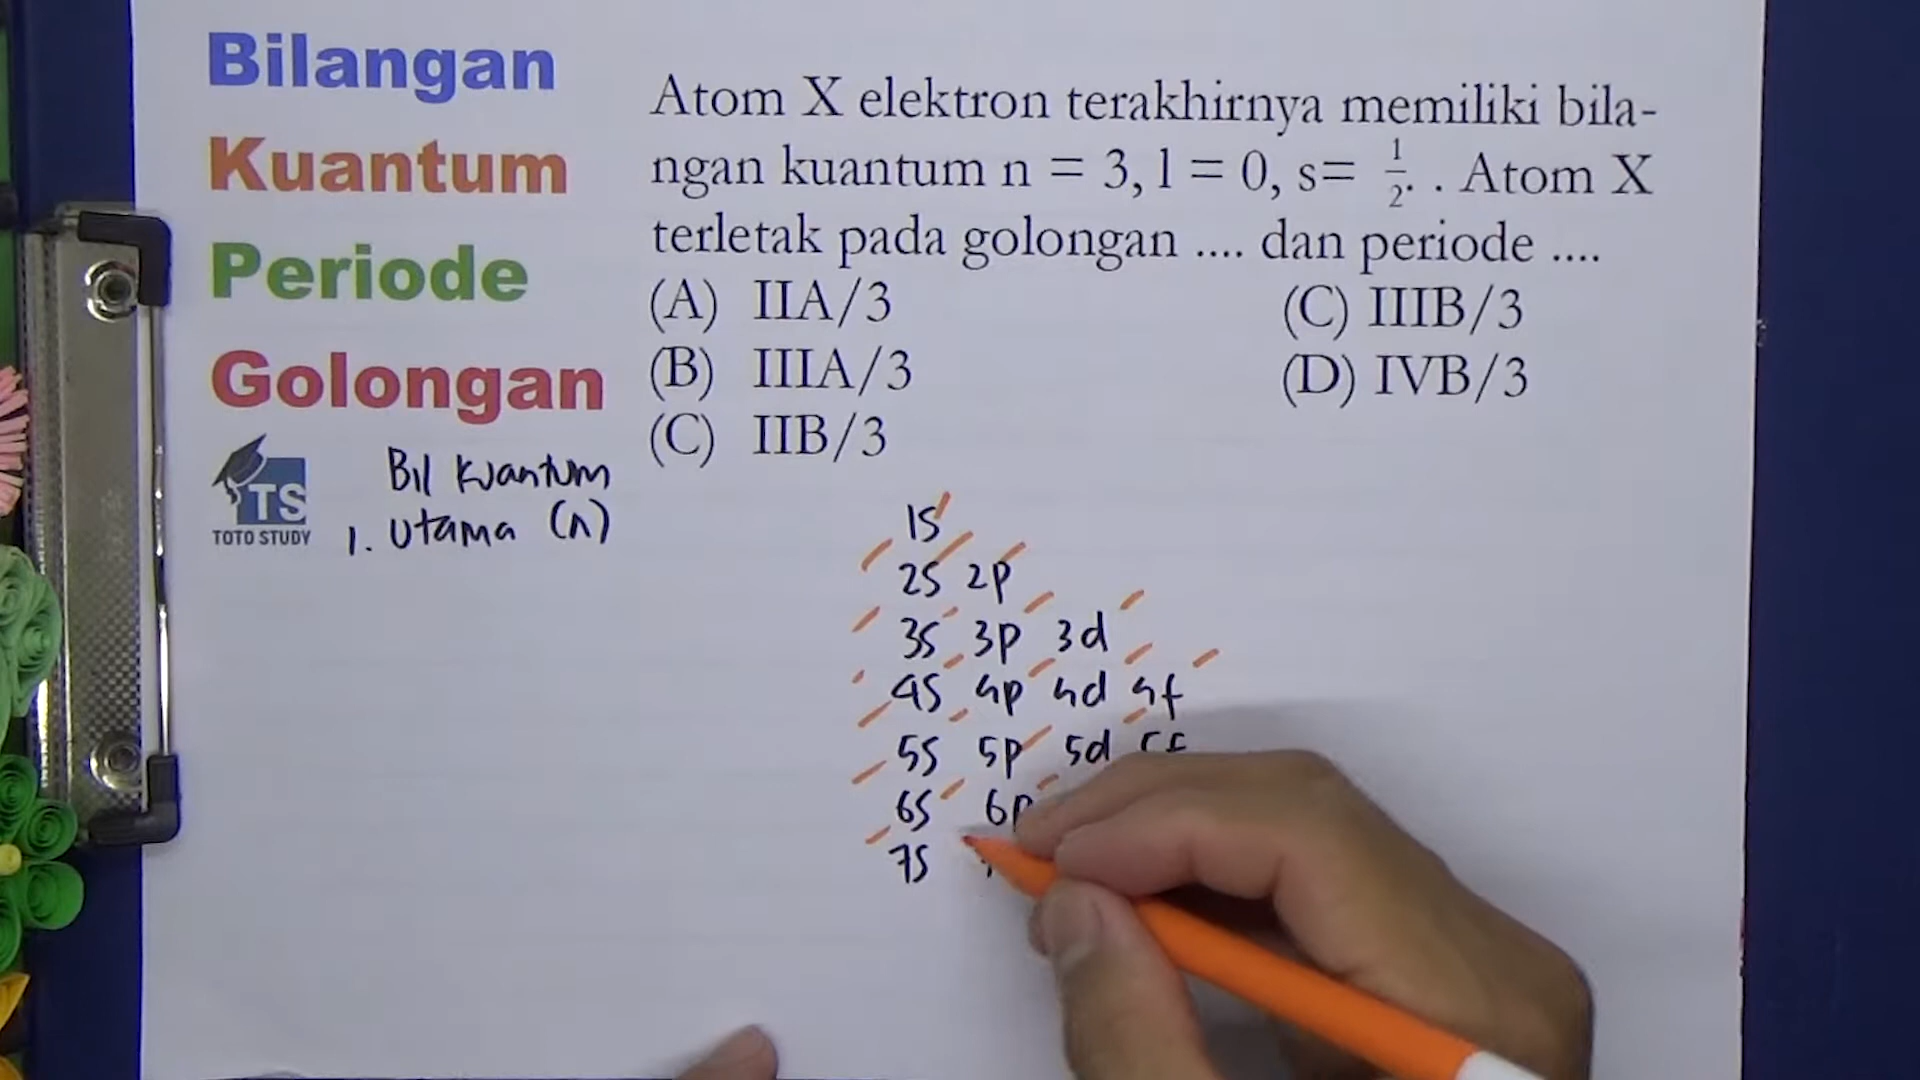 Bilangan
Kuantum
Periode
Golongan
TS
TOTO STUDY
Atom X elektron terakhirnya memiliki bila-
ngan kuantum n = 3, l = 0, s= 1/2. . Atom X
terletak pada golongan .... dan periode ....
(A) IIA/3
(B) IIIA/3
(C) IIB/3
(C) IIIB/3
(D) IVB/3
Bil kuantum
1. Utama (n)
1S
2S 2p
3S 3p 3d
4S 4p 4d 4f
5S 5p 5d 5f
6S 6p
7S